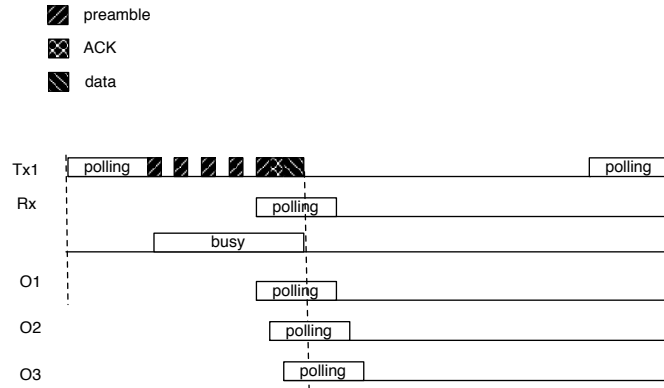 preamble
ACK
data
Tx1 polling polling
Rx polling
busy
O1 polling
O2 polling
O3 polling